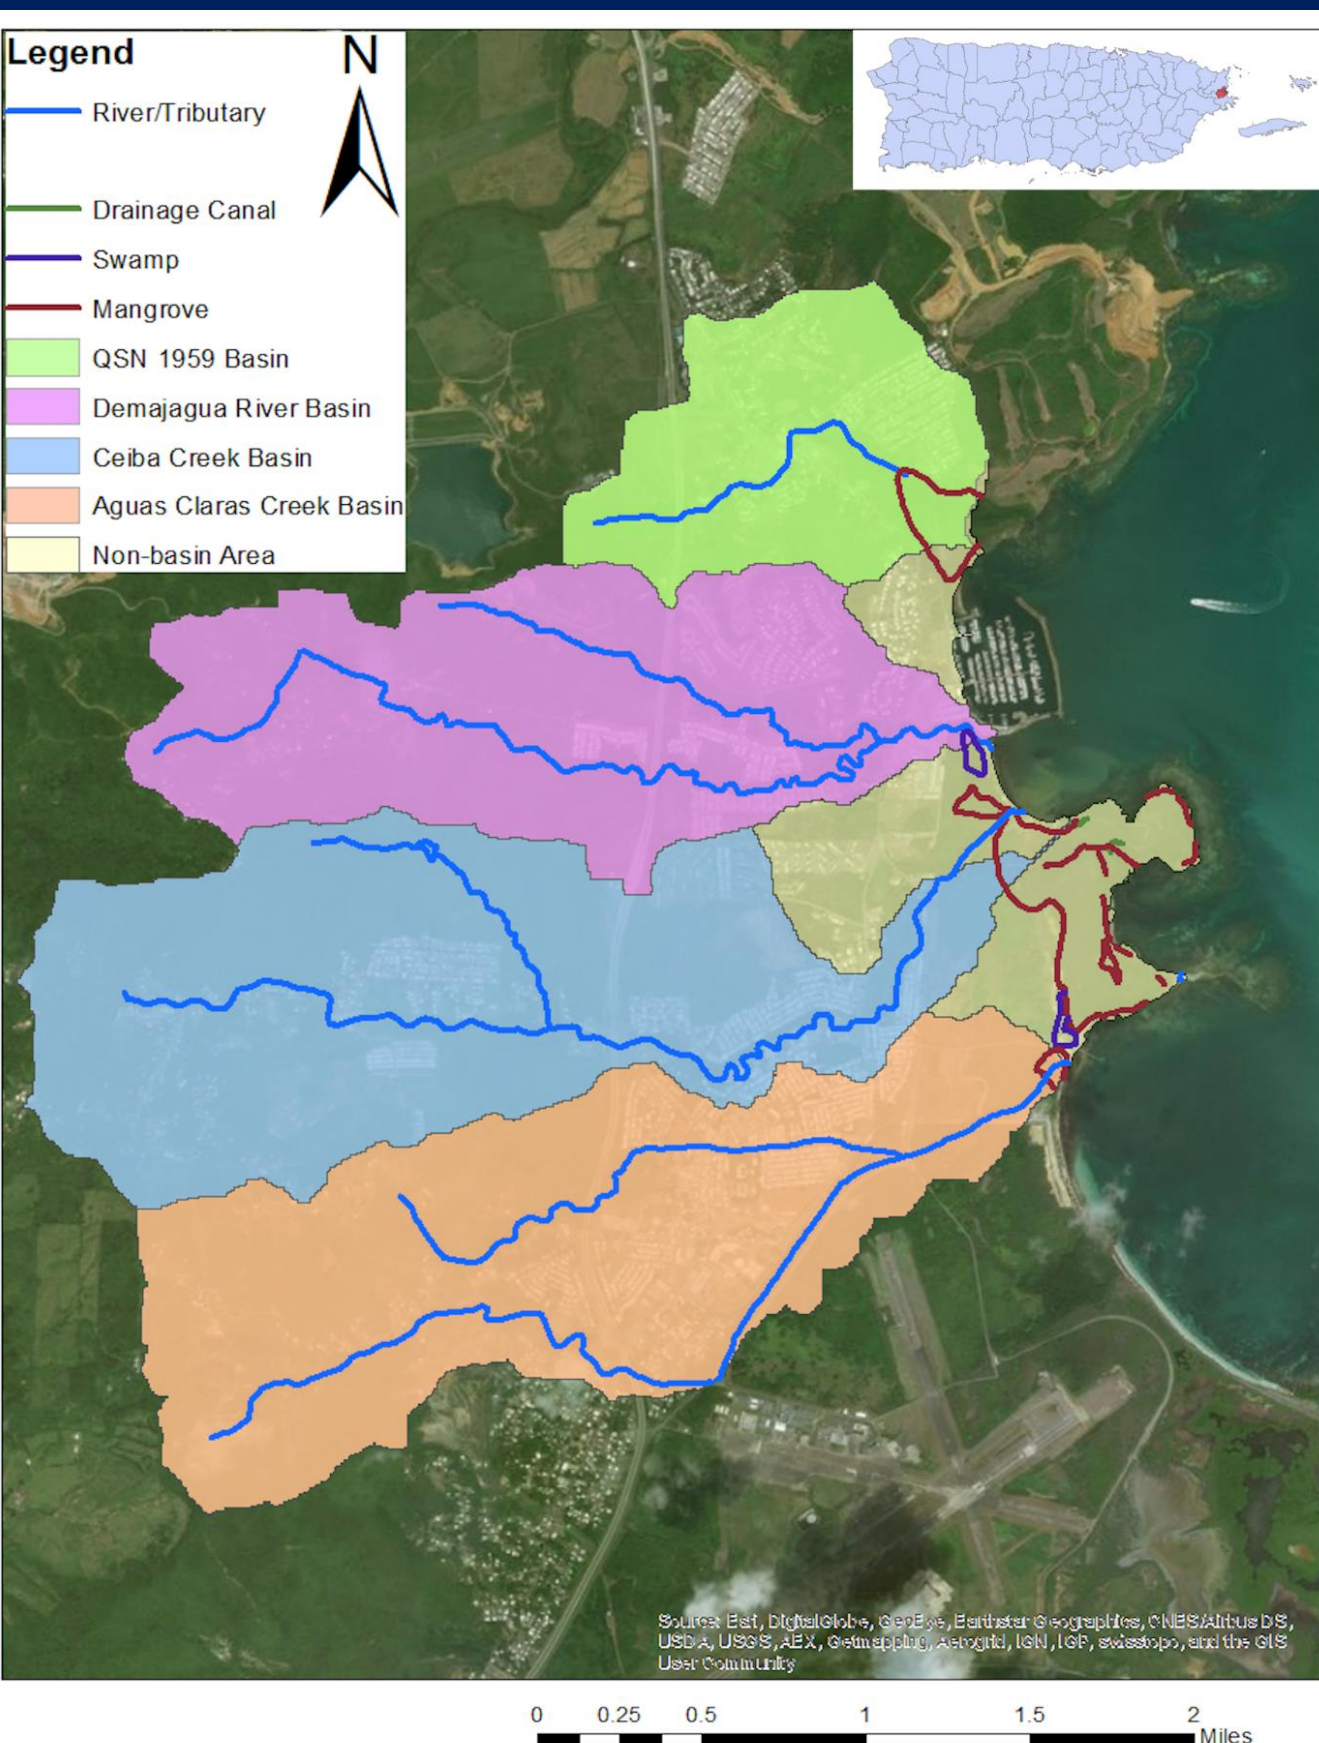 Legend
N
River/Tributary
Drainage Canal
Swamp
Mangrove
QSN 1959 Basin
Demajagua River Basin
Ceiba Creek Basin
Aguas Claras Creek Basin
Non-basin Area
Source: Esri, DigitalGlobe, GeoEye, Earthstar Geographics, CNES/Airbus DS,
USDA, USGS, AEX, Getmapping, Aerogrid, IGN, IGP, swisstopo, and the GIS
User Community
0 0.25 0.5 1 1.5 2
Miles